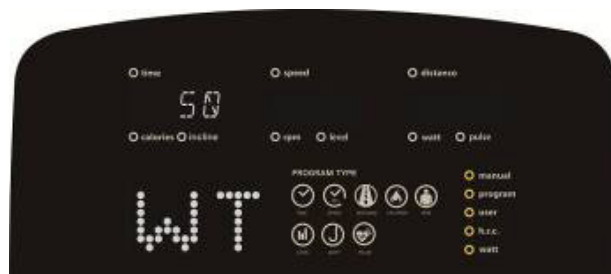 time speed distance
50
calories incline rpm level watt pulse
PROGRAM TYPE
WT
manual
program
user
h.r.c.
watt